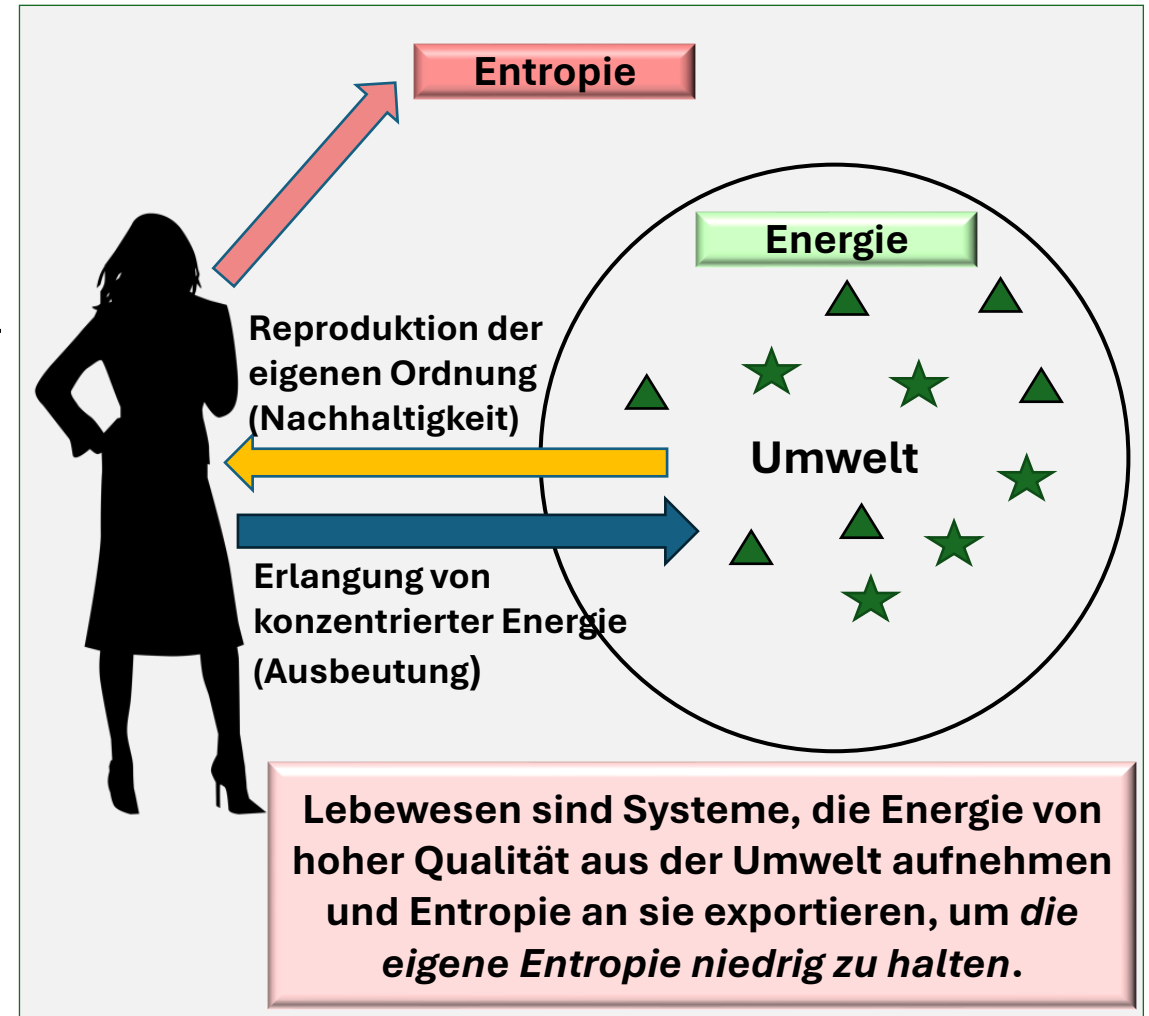 Entropie
Energie
Reproduktion der
eigenen Ordnung
(Nachhaltigkeit)
Umwelt
Erlangung von
konzentrierter Energie
(Ausbeutung)
Lebewesen sind Systeme, die Energie von
hoher Qualität aus der Umwelt aufnehmen
und Entropie an sie exportieren, um die
eigene Entropie niedrig zu halten.